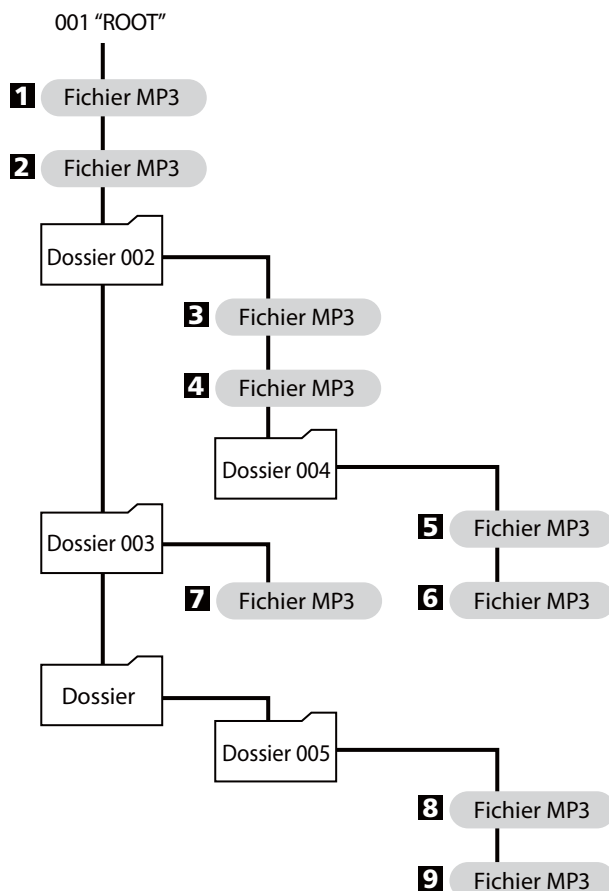 001 “ROOT”
1 Fichier MP3
2 Fichier MP3
Dossier 002
3 Fichier MP3
4 Fichier MP3
Dossier 004
5 Fichier MP3
Dossier 003
7 Fichier MP3
6 Fichier MP3
Dossier
Dossier 005
8 Fichier MP3
9 Fichier MP3